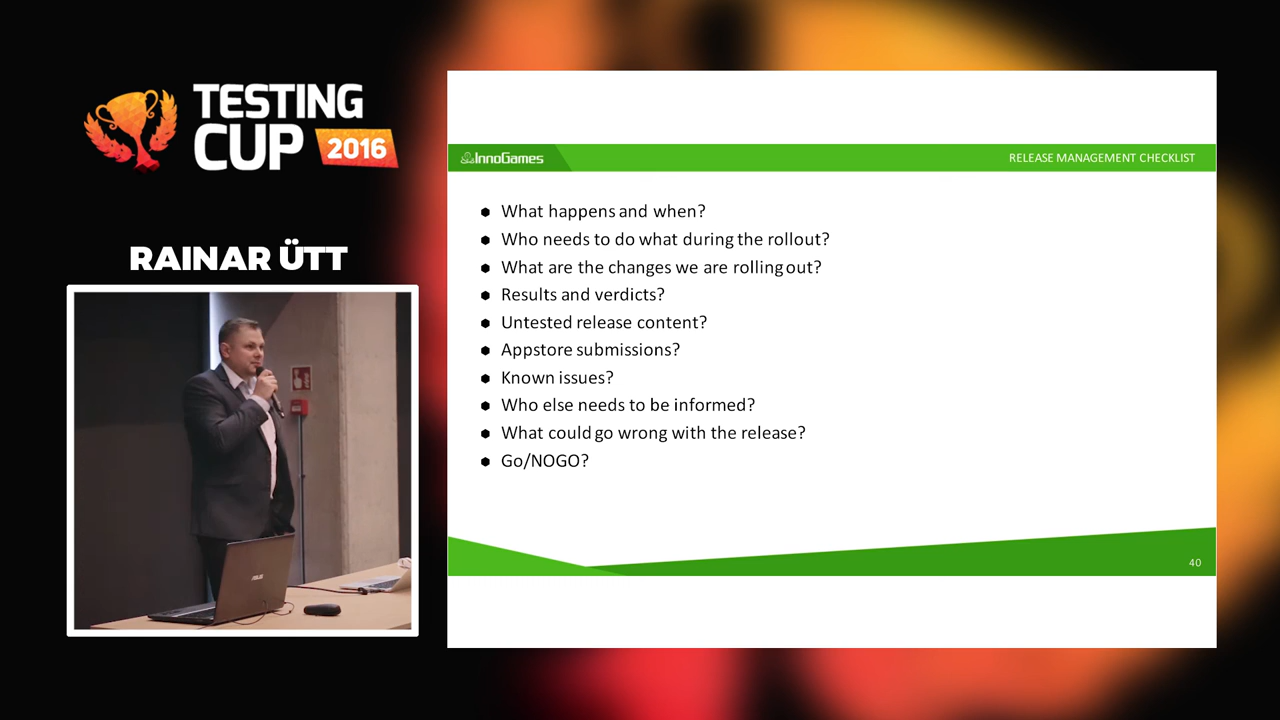 TESTING
CUP 2016
RAINAR ÜTT
ASUS
InnoGames
RELEASE MANAGEMENT CHECKLIST
What happens and when?
Who needs to do what during the rollout?
What are the changes we are rolling out?
Results and verdicts?
Untested release content?
Appstore submissions?
Known issues?
Who else needs to be informed?
What could go wrong with the release?
Go/NOGO?
40